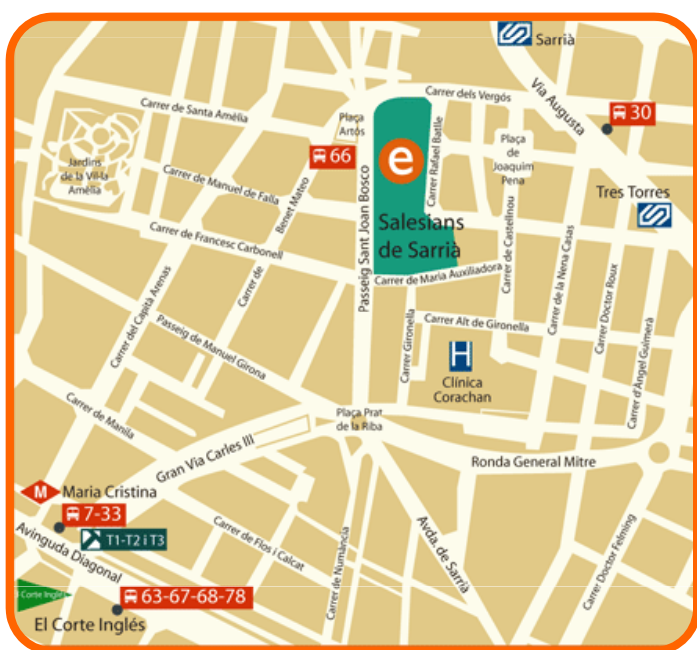 Sarrià
Via Augusta
30
Carrer dels Vergós
Carrer de Santa Amélia
Plaça
Artós
66
e
Carrer Rafael Batlle
Plaça
de
Joaquim
Pena
Tres Torres
Jardins
de la Vil·la
Amèlia
Carrer de Manuel de Falla
Benet Mateo
Carrer de
Passeig Sant Joan Bosco
Salesians
de Sarrià
Carrer de Castellnou
Carrer de la Nena Casas
Carrer Doctor Roux
Carrer d'Angel Guimerà
Carrer de Francesc Carbonell
Carrer de Maria Auxiliadora
Carrer del Capità Arenas
Passeig de Manuel Girona
Carrer Gironella
Carrer Alt de Gironella
H
Clínica
Corachan
Carrer de Manila
Plaça Prat
de la Riba
Gran Via Carles III
Ronda General Mitre
M Maria Cristina
7-33
T1-T2 i T3
Avinguda Diagonal
Carrer de Flos i Calcat
Carrer de Numància
Avda. de Sarrià
Carrer Doctor Felming
El Corte Inglés
63-67-68-78
El Corte Inglés